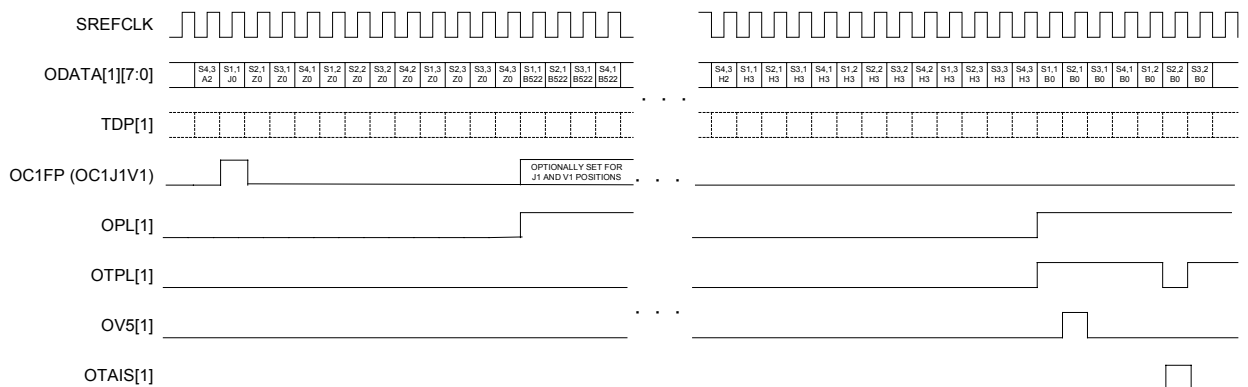 SREFCLK
ODATA[1][7:0]
S4,3 S1,1 S2,1 S3,1 S4,1 S1,2 S2,2 S3,2 S4,2 S1,3 S2,3 S3,3 S4,3 S1,1 S2,1 S3,1 S4,1
A2 J0 Z0 Z0 Z0 Z0 Z0 Z0 Z0 Z0 Z0 Z0 Z0 B522 B522 B522 B522
. . .
S4,3 S1,1 S2,1 S3,1 S4,1 S1,2 S2,2 S3,2 S4,2 S1,3 S2,3 S3,3 S4,3 S1,1 S2,1 S3,1 S4,1 S1,2 S2,2 S3,2
H2 H3 H3 H3 H3 H3 H3 H3 H3 H3 H3 H3 H3 B0 B0 B0 B0 B0 B0 B0
TDP[1]
OC1FP (OC1J1V1)
OPTIONALLY SET FOR
J1 AND V1 POSITIONS
. . .
OPL[1]
OTPL[1]
. . .
OV5[1]
OTAIS[1]